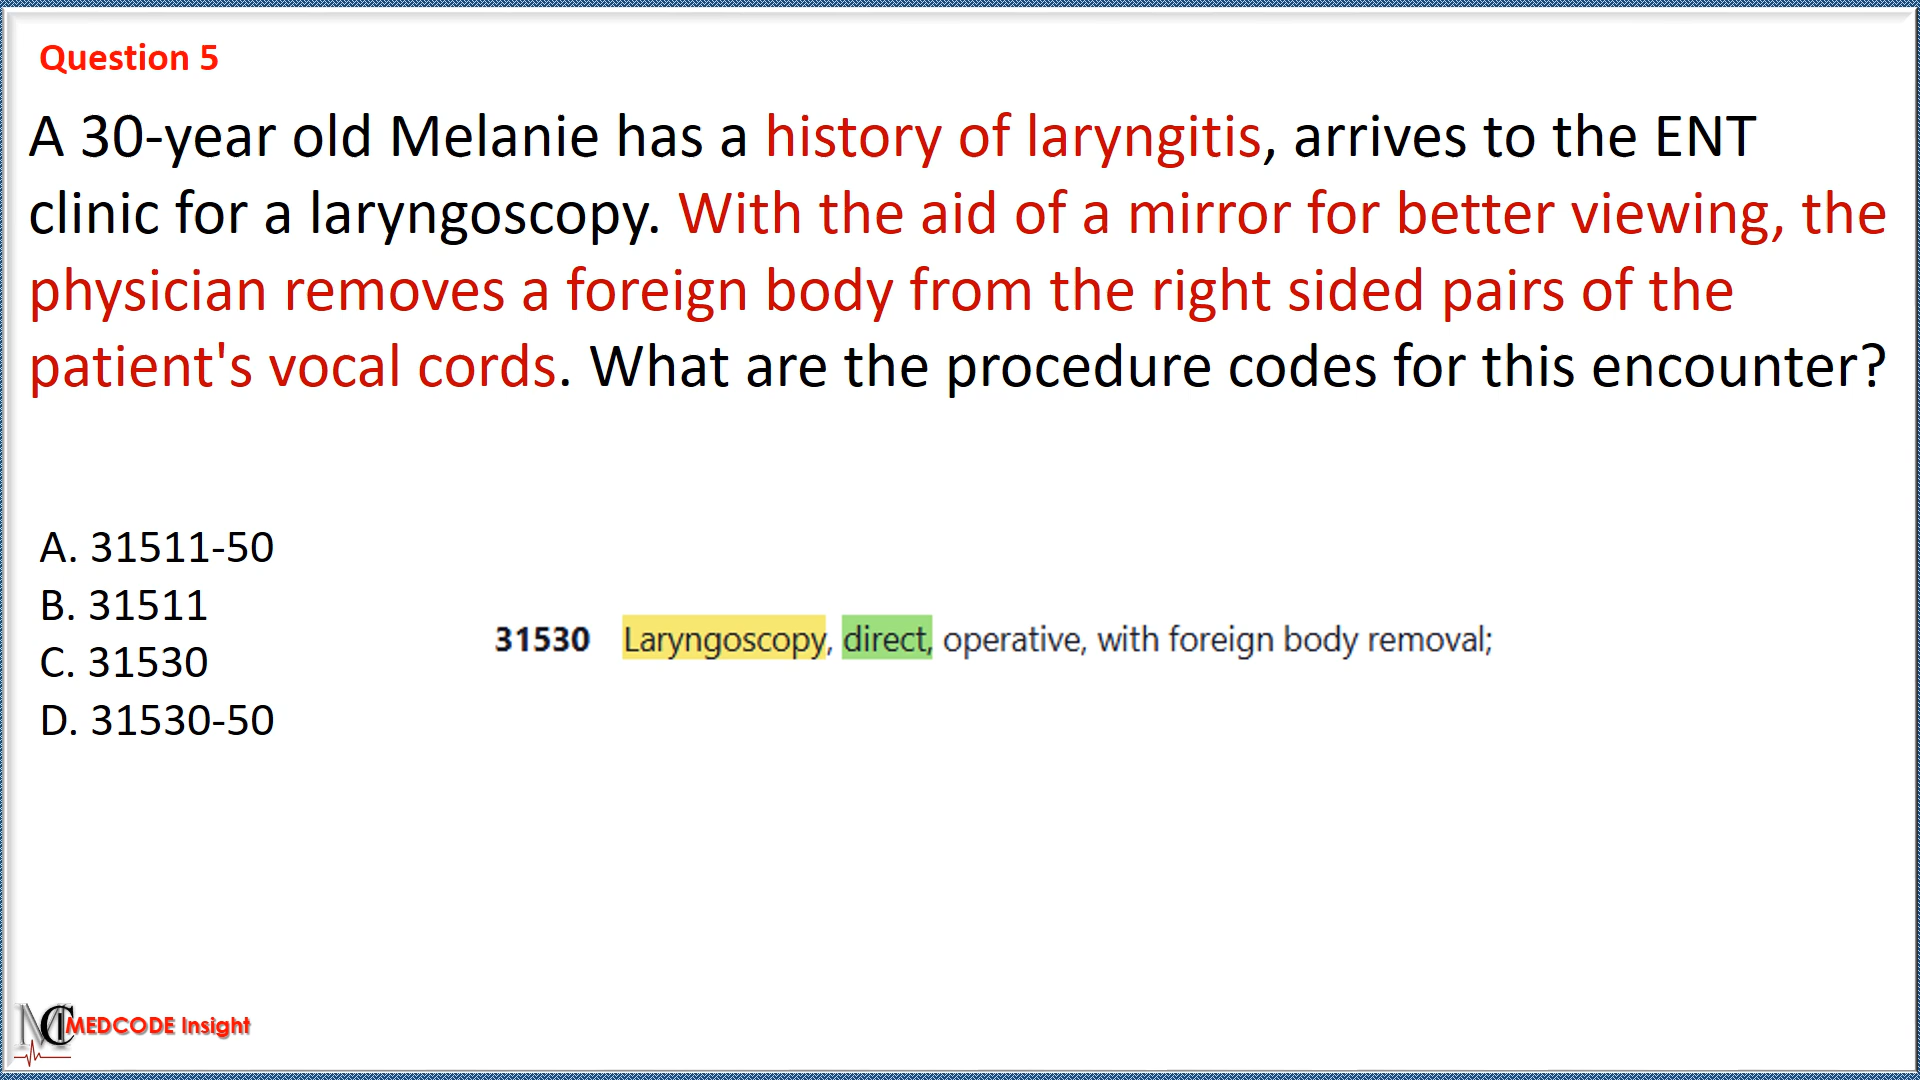 Question 5
A 30-year old Melanie has a history of laryngitis, arrives to the ENT
clinic for a laryngoscopy. With the aid of a mirror for better viewing, the
physician removes a foreign body from the right sided pairs of the
patient's vocal cords. What are the procedure codes for this encounter?
A. 31511-50
B. 31511
C. 31530
D. 31530-50
31530 Laryngoscopy, direct, operative, with foreign body removal;
MC MEDCODE Insight